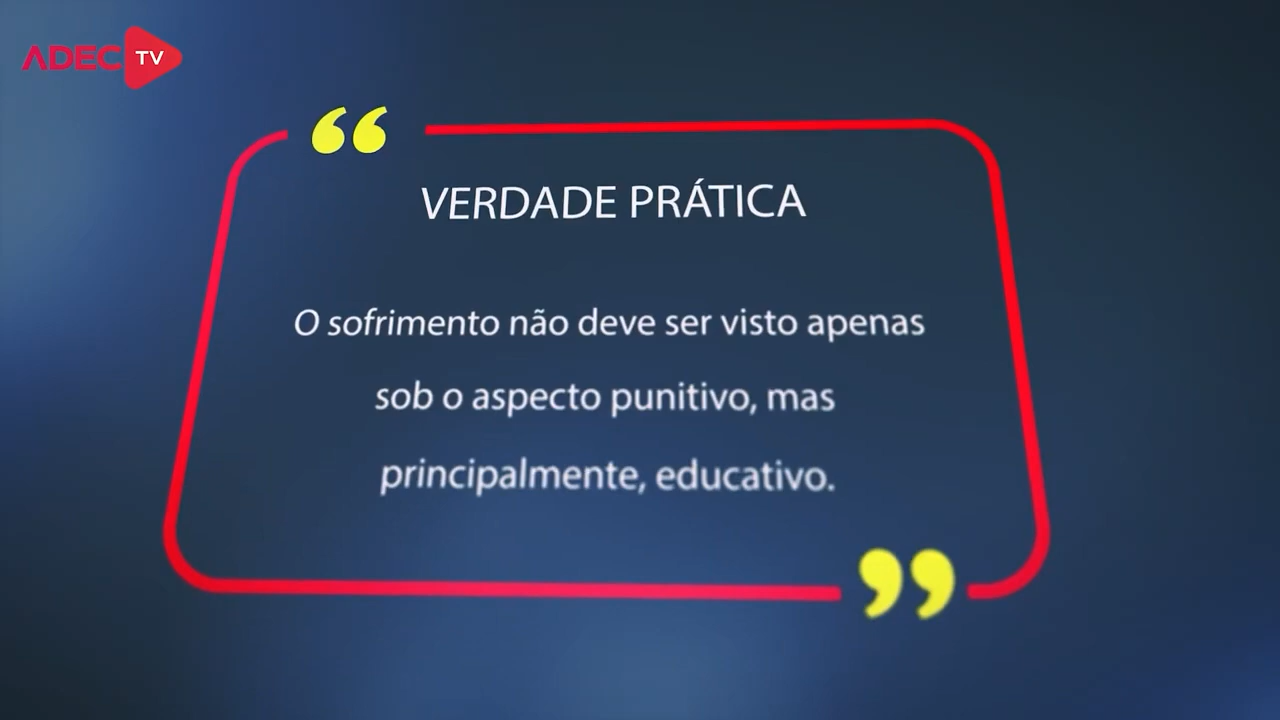 ADEC TV
VERDADE PRÁTICA
O sofrimento não deve ser visto apenas
sob o aspecto punitivo, mas
principalmente, educativo.